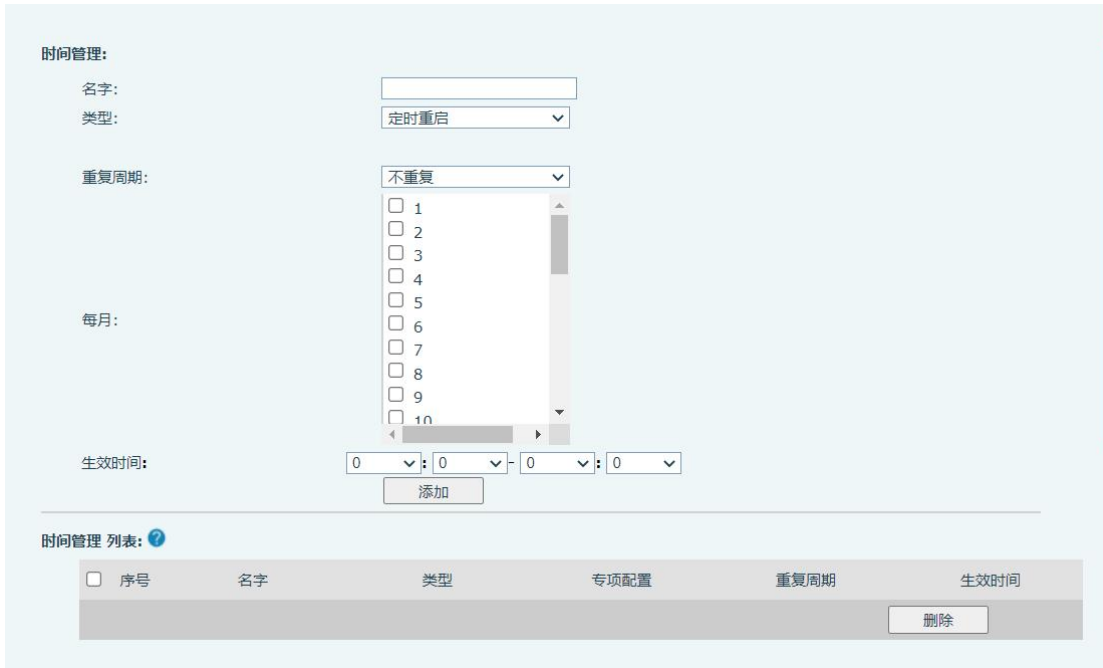 时间管理:
名字:
类型: 定时重启
重复周期: 不重复
每月:
1
2
3
4
5
6
7
8
9
10
生效时间: 0 : 0 - 0 : 0
添加
时间管理 列表: ?
序号 名字 类型 专项配置 重复周期 生效时间
删除